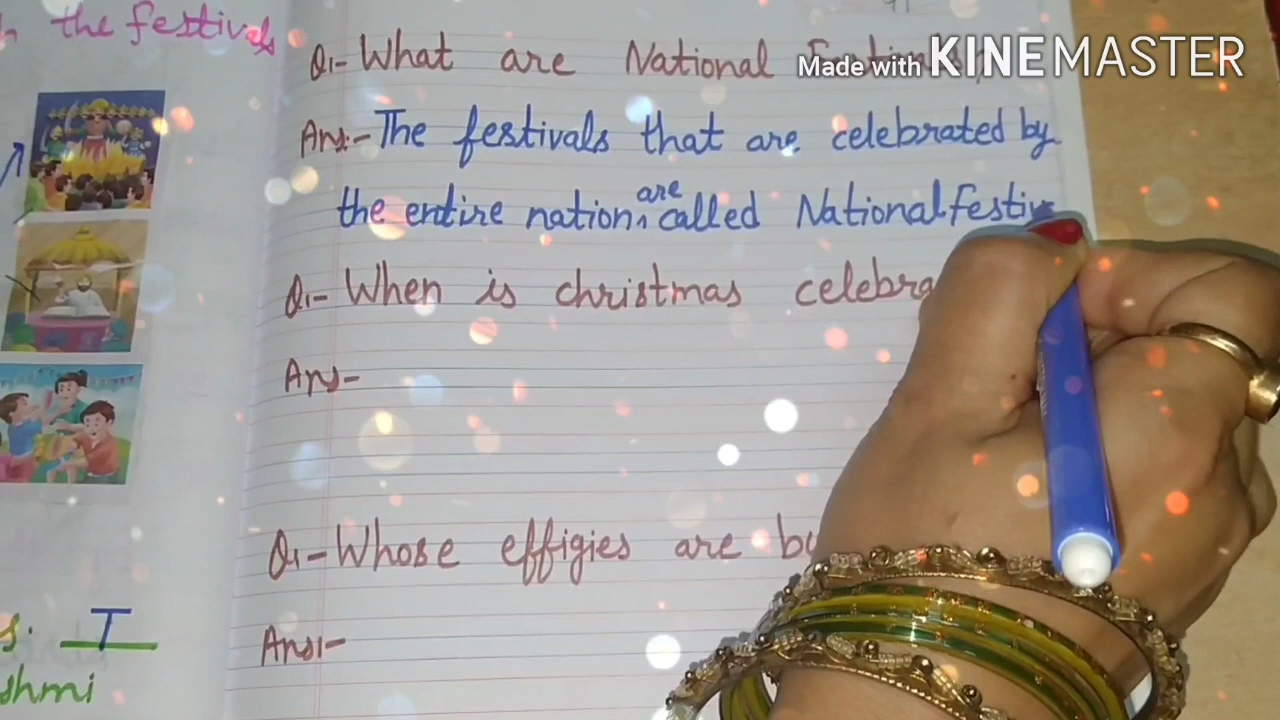 the festivals
Q1- What are National
Made with KINEMASTER
Ans:- The festivals that are celebrated by
the entire nation are called National Festiv
Q1- When is christmas celebra
Ans-
Q1- Whose effigies are bu
Ans:-
s. T
shmi